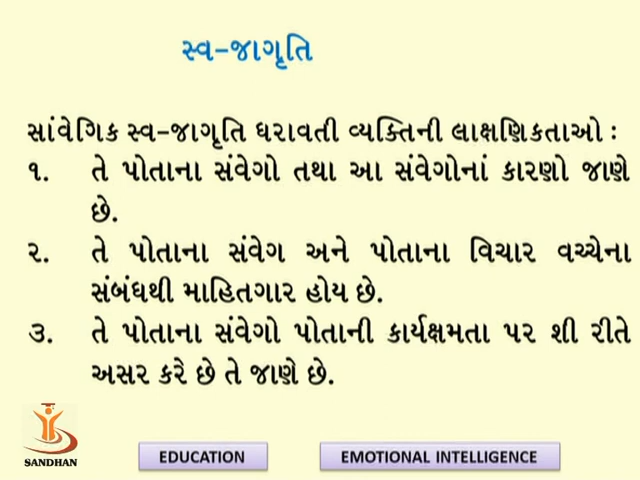 સ્વ-જાગૃતિ
સાંવેગિક સ્વ-જાગૃતિ ધરાવતી વ્યક્તિની લાક્ષણિકતાઓ :
૧. તે પોતાના સંવેગો તથા આ સંવેગોનાં કારણો જાણે
છે.
૨. તે પોતાના સંવેગ અને પોતાના વિચાર વચ્ચેના
સંબંધથી માહિતગાર હોય છે.
૩. તે પોતાના સંવેગો પોતાની કાર્યક્ષમતા પર શી રીતે
અસર કરે છે તે જાણે છે.
SANDHAN
EDUCATION
EMOTIONAL INTELLIGENCE